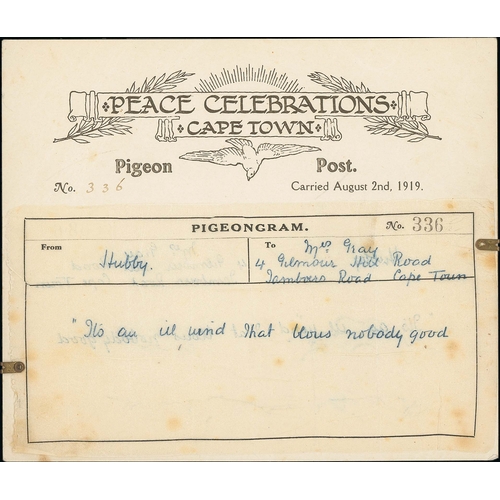 PEACE CELEBRATIONS
CAPE TOWN
Pigeon Post.
No. 336 Carried August 2nd, 1919.
PIGEONGRAM. No. 336
From Hubby. To Mrs Gray
4 Gilmour Hill Road
Tamboers Road Cape Town
"It's an ill wind that blows nobody good